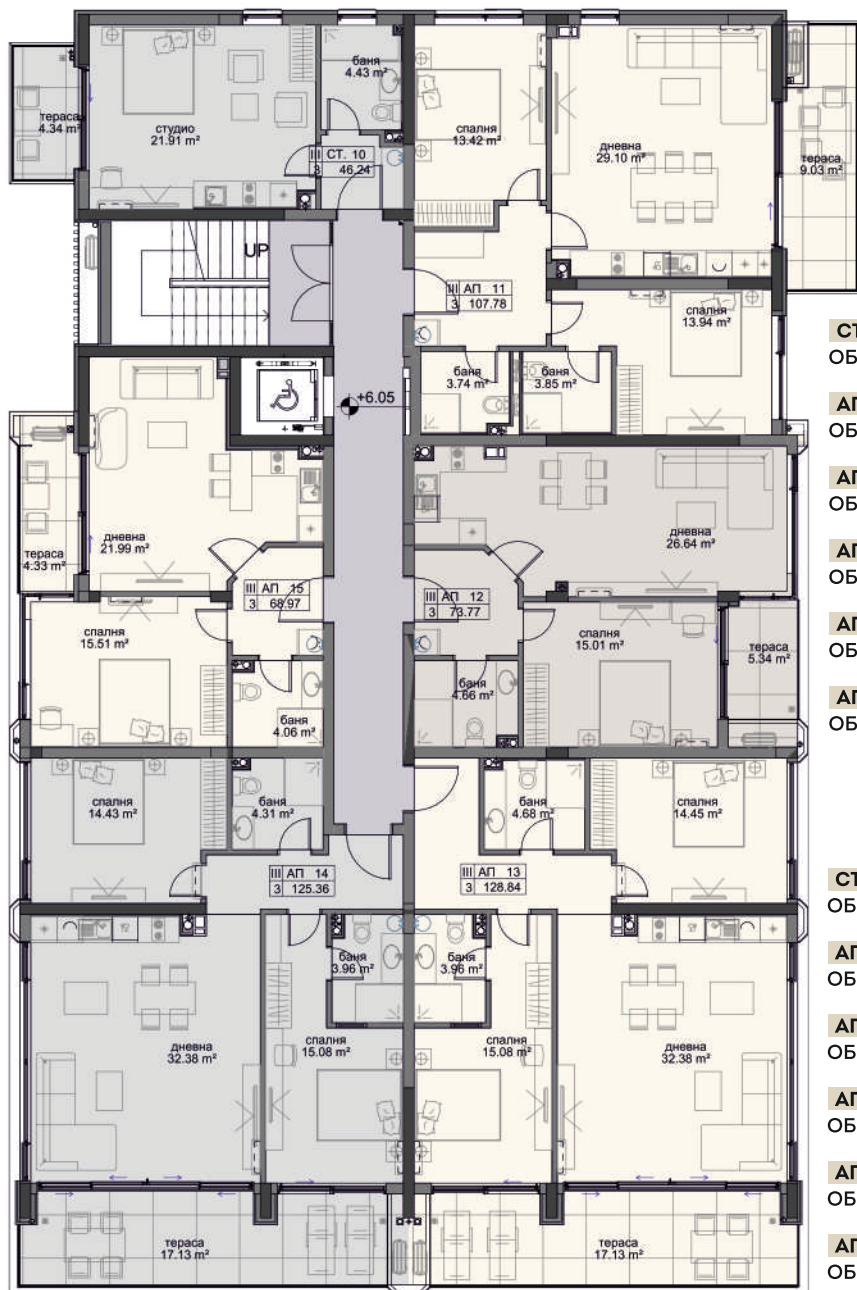 баня
4.43 m²
тераса
4.34 m²
студио
21.91 m²
спалня
13.42 m²
дневна
29.10 m²
тераса
9.03 m²
III СТ. 10
3 46.24
UP
III АП 11
3 107.78
спалня
13.94 m²
баня
3.74 m²
баня
3.85 m²
+6.05
дневна
21.99 m²
тераса
4.33 m²
дневна
26.64 m²
III АП 15
3 68.97
III АП 12
3 73.77
спалня
15.51 m²
спалня
15.01 m²
тераса
5.34 m²
баня
4.06 m²
баня
4.66 m²
спалня
14.43 m²
баня
4.31 m²
баня
4.68 m²
спалня
14.45 m²
III АП 14
3 125.36
III АП 13
3 128.84
баня
3.96 m²
баня
3.96 m²
дневна
32.38 m²
спалня
15.08 m²
спалня
15.08 m²
дневна
32.38 m²
тераса
17.13 m²
тераса
17.13 m²
СТ
ОБ
АП
ОБ
АП
ОБ
АП
ОБ
АП
ОБ
АП
ОБ
СТ
ОБ
АП
ОБ
АП
ОБ
АП
ОБ
АП
ОБ
АП
ОБ